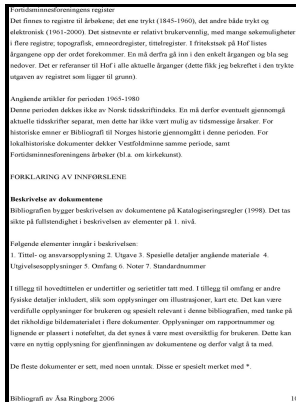 Fortidsminnesforeningens register
Det finnes to registre til årbøkene; det ene trykt (1845-1960), det andre både trykt og
elektronisk (1961-2000). Det sistnevnte er relativt brukervennlig, med mange søkemuligheter
i flere registre; topografisk, emneordregister, tittelregister. I fritekstsøk på Hof listes
årgangene opp der ordet forekommer. En må derfra gå inn i den enkelt årgangen og bla seg
nedover. Det er referanser til Hof i alle aktuelle årganger (dette fikk jeg bekreftet i den trykte
utgaven av registret som ligger til grunn).
Angående artikler for perioden 1965-1980
Denne perioden dekkes ikke av Norsk tidsskriftindeks. En må derfor eventuelt gjennomgå
aktuelle tidsskrifter separat, men dette har ikke vært mulig av tidsmessige årsaker. For
historiske emner er Bibliografi til Norges historie gjennomgått i denne perioden. For
lokalhistoriske dokumenter dekker Vestfoldminne samme periode, samt
Fortidsminnesforeningens årbøker (bl.a. om kirkekunst).
FORKLARING AV INNFØRSLENE
Beskrivelse av dokumentene
Bibliografien bygger beskrivelsen av dokumentene på Katalogiseringsregler (1998). Det tas
sikte på fullstendighet i beskrivelsen av elementer på 1. nivå.
Følgende elementer inngår i beskrivelsen:
1. Tittel- og ansvarsopplysning 2. Utgave 3. Spesielle detaljer angående materiale 4.
Utgivelsesopplysninger 5. Omfang 6. Noter 7. Standardnummer
I tillegg til hovedtittelen er undertitler og serietitler tatt med. I tillegg til omfang er andre
fysiske detaljer inkludert, slik som opplysninger om illustrasjoner, kart etc. Det kan være
verdifulle opplysninger for brukeren og spesielt relevant i denne bibliografien, med tanke på
det rikholdige bildematerialet i flere dokumenter. Opplysninger om rapportnummer og
lignende er plassert i notefeltet, da det synes å være mest oversiktlig for brukeren. Dette kan
være en nyttig opplysning for gjenfinningen av dokumentene og derfor valgt å ta med.
De fleste dokumenter er sett, med noen unntak. Disse er spesielt merket med *.
Bibliografi av Åsa Ringborg 2006 10